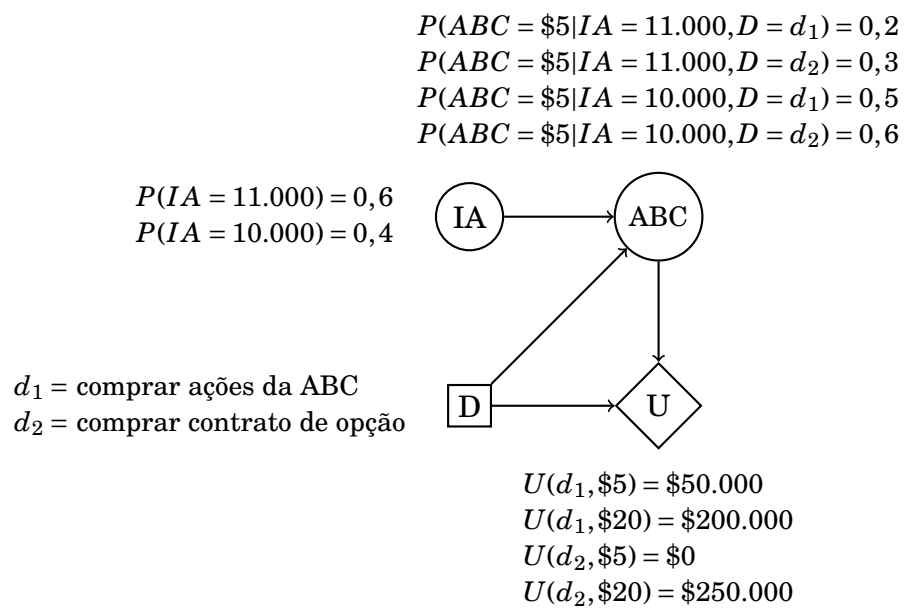 P(ABC = $5|IA = 11.000, D = d₁) = 0,2
P(ABC = $5|IA = 11.000, D = d₂) = 0,3
P(ABC = $5|IA = 10.000, D = d₁) = 0,5
P(ABC = $5|IA = 10.000, D = d₂) = 0,6
P(IA = 11.000) = 0,6
P(IA = 10.000) = 0,4
IA
ABC
d₁ = comprar ações da ABC
d₂ = comprar contrato de opção
D
U
U(d₁, $5) = $50.000
U(d₁, $20) = $200.000
U(d₂, $5) = $0
U(d₂, $20) = $250.000